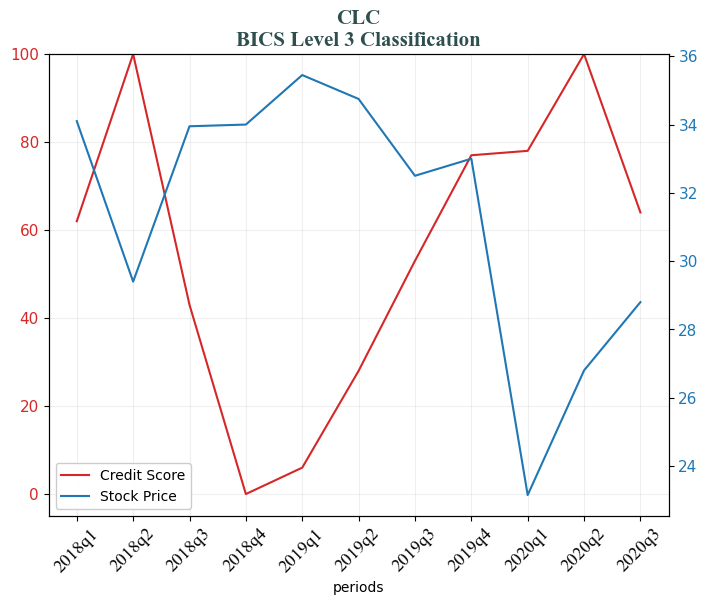 CLC
BICS Level 3 Classification
100
80
60
40
20
0
36
34
32
30
28
26
24
Credit Score
Stock Price
2018q1
2018q2
2018q3
2018q4
2019q1
2019q2
2019q3
2019q4
2020q1
2020q2
2020q3
periods